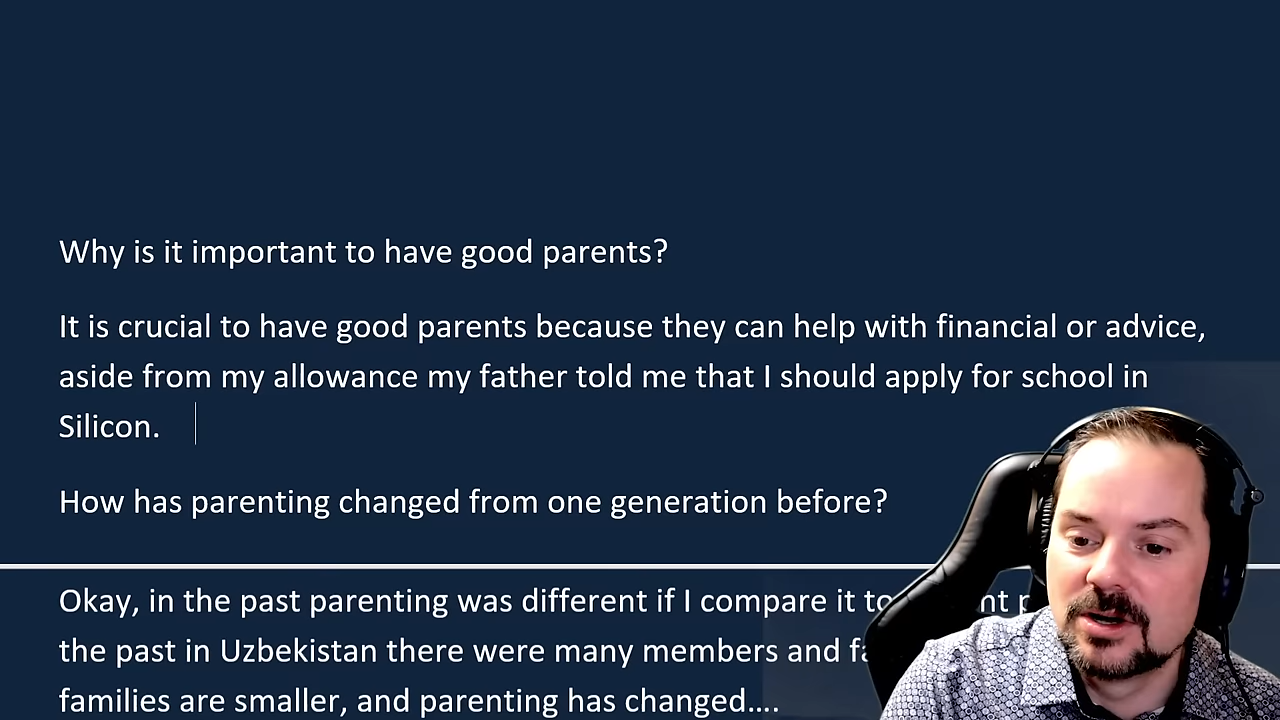 Why is it important to have good parents?
It is crucial to have good parents because they can help with financial or advice,
aside from my allowance my father told me that I should apply for school in
Silicon.
How has parenting changed from one generation before?
Okay, in the past parenting was different if I compare it to
the past in Uzbekistan there were many members and
families are smaller, and parenting has changed....